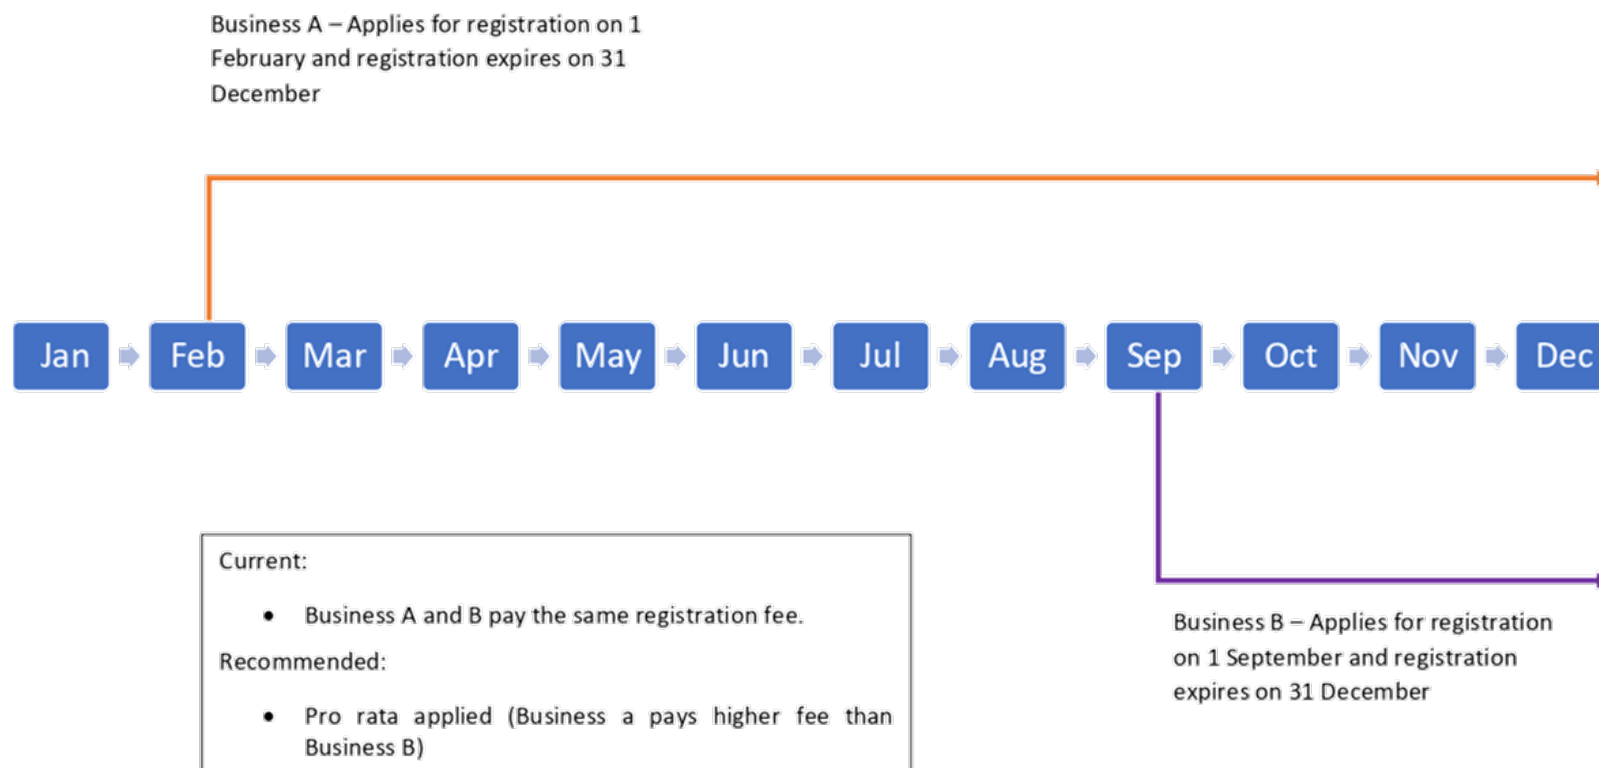 Business A – Applies for registration on 1
February and registration expires on 31
December
Jan
Feb
Mar
Apr
May
Jun
Jul
Aug
Sep
Oct
Nov
Dec
Current:
• Business A and B pay the same registration fee.
Recommended:
• Pro rata applied (Business a pays higher fee than
Business B)
Business B – Applies for registration
on 1 September and registration
expires on 31 December